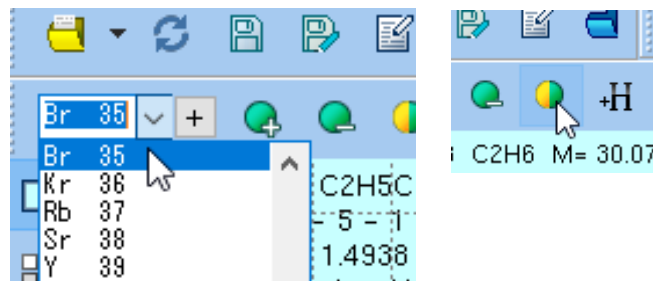 Br 35
+
Br 35
Kr 36
Rb 37
Sr 38
Y 39
C2H5C
- 5 - 1
1.4938
+H
C2H6 M= 30.07